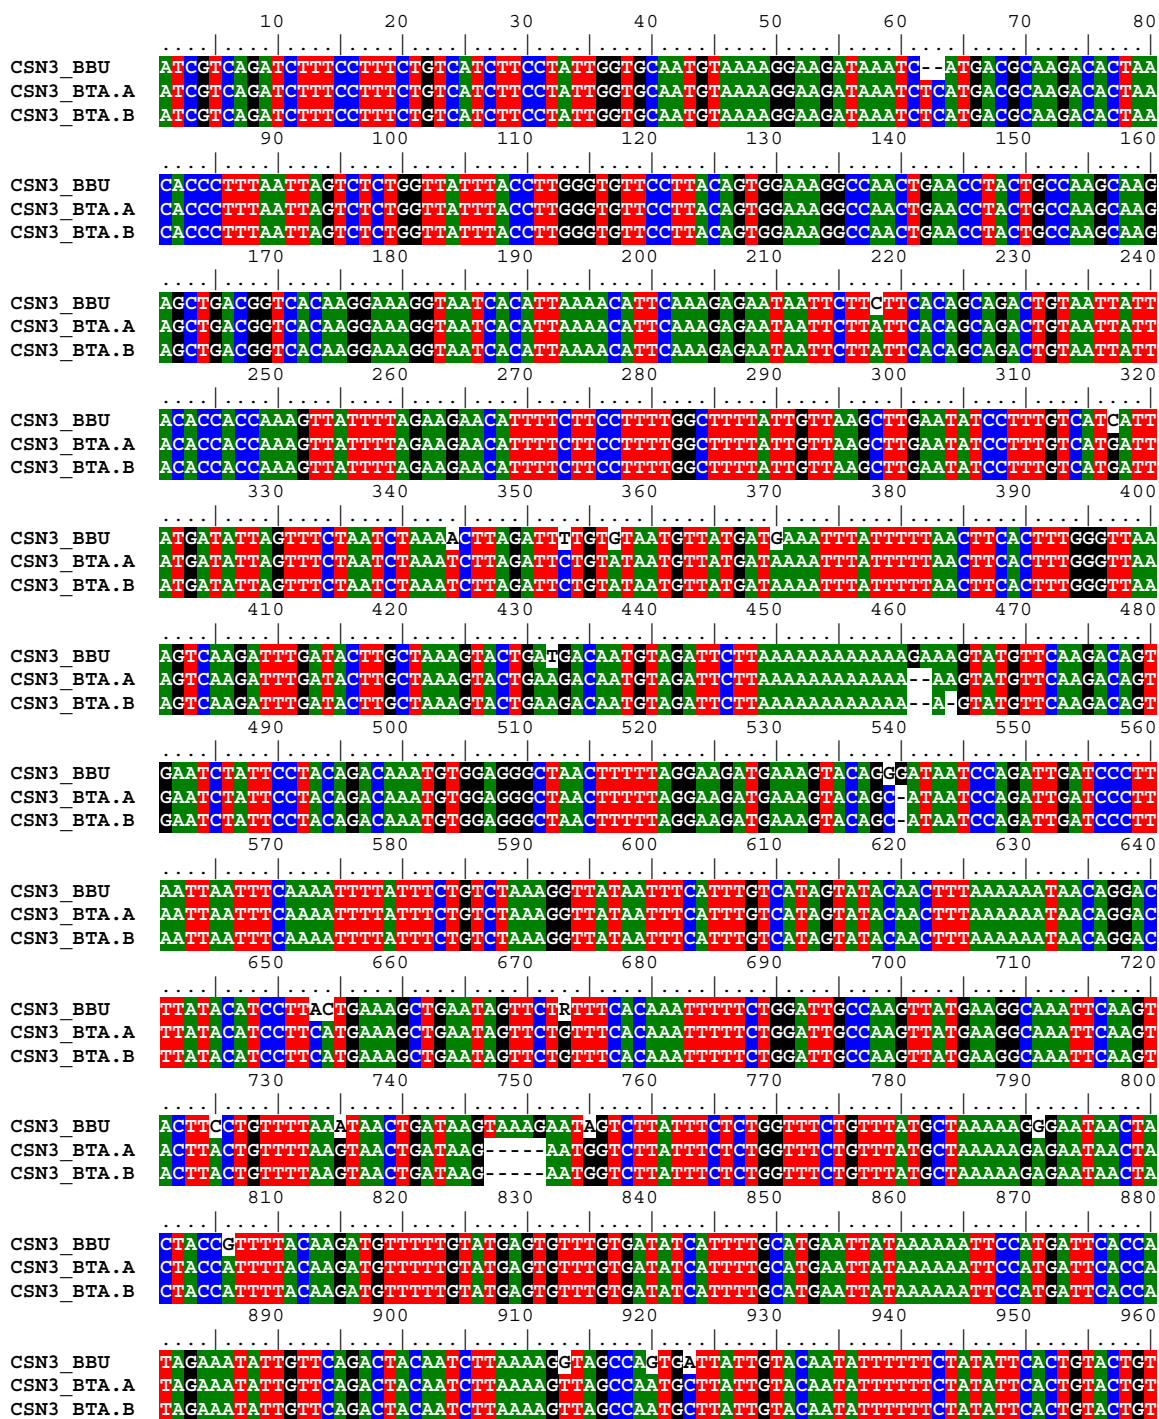 10 20 30 40 50 60 70 80
CSN3_BBU ATCGTCAGATCTTTCCTTTCTGTCATCTTCCTATTGGTGCAATGTAAAAGGAAGATAAATC--ATGACGCAAGACACTAA
CSN3_BTA.A ATCGTCAGATCTTTCCTTTCTGTCATCTTCCTATTGGTGCAATGTAAAAGGAAGATAAATCTCATGACGCAAGACACTAA
CSN3_BTA.B ATCGTCAGATCTTTCCTTTCTGTCATCTTCCTATTGGTGCAATGTAAAAGGAAGATAAATCTCATGACGCAAGACACTAA
90 100 110 120 130 140 150 160
CSN3_BBU CACCCTTTAATTAGTCTCTGGTTATTTACCTTGGGTGTTCCTTACAGTGGAAAGGCCAACTGAACCTACTGCCAAGCAAG
CSN3_BTA.A CACCCTTTAATTAGTCTCTGGTTATTTACCTTGGGTGTTCCTTACAGTGGAAAGGCCAACTGAACCTACTGCCAAGCAAG
CSN3_BTA.B CACCCTTTAATTAGTCTCTGGTTATTTACCTTGGGTGTTCCTTACAGTGGAAAGGCCAACTGAACCTACTGCCAAGCAAG
170 180 190 200 210 220 230 240
CSN3_BBU AGCTGACGGTCACAAGGAAAGGTAATCACATTAAAACATTCAAAGAGAATAATTCTTCTTCACAGCAGACTGTAATTATT
CSN3_BTA.A AGCTGACGGTCACAAGGAAAGGTAATCACATTAAAACATTCAAAGAGAATAATTCTTATTCACAGCAGACTGTAATTATT
CSN3_BTA.B AGCTGACGGTCACAAGGAAAGGTAATCACATTAAAACATTCAAAGAGAATAATTCTTATTCACAGCAGACTGTAATTATT
250 260 270 280 290 300 310 320
CSN3_BBU ACACCACCAAAGTTATTTTAGAAGAACATTTTCTTCCTTTTGGCTTTTATTGTTAAGCTTGAATATCCTTTGTCATCATT
CSN3_BTA.A ACACCACCAAAGTTATTTTAGAAGAACATTTTCTTCCTTTTGGCTTTTATTGTTAAGCTTGAATATCCTTTGTCATGATT
CSN3_BTA.B ACACCACCAAAGTTATTTTAGAAGAACATTTTCTTCCTTTTGGCTTTTATTGTTAAGCTTGAATATCCTTTGTCATGATT
330 340 350 360 370 380 390 400
CSN3_BBU ATGATATTAGTTTCTAATCTAAAACTTAGATTTTGTGTAATGTTATGATGAAATTTATTTTTAACTTCACTTTGGGTTAA
CSN3_BTA.A ATGATATTAGTTTCTAATCTAAATCTTAGATTCTGTATAATGTTATGATAAAATTTATTTTTAACTTCACTTTGGGTTAA
CSN3_BTA.B ATGATATTAGTTTCTAATCTAAATCTTAGATTCTGTATAATGTTATGATAAAATTTATTTTTAACTTCACTTTGGGTTAA
410 420 430 440 450 460 470 480
CSN3_BBU AGTCAAGATTTGATACTTGCTAAAGTACTGATGACAATGTAGATTCTTAAAAAAAAAAAAGAAAGTATGTTCAAGACAGT
CSN3_BTA.A AGTCAAGATTTGATACTTGCTAAAGTACTGAAGACAATGTAGATTCTTAAAAAAAAAAAA--AAGTATGTTCAAGACAGT
CSN3_BTA.B AGTCAAGATTTGATACTTGCTAAAGTACTGAAGACAATGTAGATTCTTAAAAAAAAAAAA--A-GTATGTTCAAGACAGT
490 500 510 520 530 540 550 560
CSN3_BBU GAATCTATTCCTACAGACAAATGTGGAGGGCTAACTTTTTAGGAAGATGAAAGTACAGGGATAATCCAGATTGATCCCTT
CSN3_BTA.A GAATCTATTCCTACAGACAAATGTGGAGGGCTAACTTTTTAGGAAGATGAAAGTACAGC-ATAATCCAGATTGATCCCTT
CSN3_BTA.B GAATCTATTCCTACAGACAAATGTGGAGGGCTAACTTTTTAGGAAGATGAAAGTACAGC-ATAATCCAGATTGATCCCTT
570 580 590 600 610 620 630 640
CSN3_BBU AATTAATTTCAAAATTTTATTTCTGTCTAAAGGTTATAATTTCATTTGTCATAGTATACAACTTTAAAAAATAACAGGAC
CSN3_BTA.A AATTAATTTCAAAATTTTATTTCTGTCTAAAGGTTATAATTTCATTTGTCATAGTATACAACTTTAAAAAATAACAGGAC
CSN3_BTA.B AATTAATTTCAAAATTTTATTTCTGTCTAAAGGTTATAATTTCATTTGTCATAGTATACAACTTTAAAAAATAACAGGAC
650 660 670 680 690 700 710 720
CSN3_BBU TTATACATCCTTACTGAAAGCTGAATAGTTCTRTTTCACAAATTTTTCTGGATTGCCAAGTTATGAAGGCAAATTCAAGT
CSN3_BTA.A TTATACATCCTTCATGAAAGCTGAATAGTTCTGTTTCACAAATTTTTCTGGATTGCCAAGTTATGAAGGCAAATTCAAGT
CSN3_BTA.B TTATACATCCTTCATGAAAGCTGAATAGTTCTGTTTCACAAATTTTTCTGGATTGCCAAGTTATGAAGGCAAATTCAAGT
730 740 750 760 770 780 790 800
CSN3_BBU ACTTCCTGTTTTAAATAACTGATAAGTAAAGAATAGTCTTATTTCTCTGGTTTCTGTTTATGCTAAAAAGGGAATAACTA
CSN3_BTA.A ACTTACTGTTTTAAGTAACTGATAAG-----AATGGTCTTATTTCTCTGGTTTCTGTTTATGCTAAAAAGAGAATAACTA
CSN3_BTA.B ACTTACTGTTTTAAGTAACTGATAAG-----AATGGTCTTATTTCTCTGGTTTCTGTTTATGCTAAAAAGAGAATAACTA
810 820 830 840 850 860 870 880
CSN3_BBU CTACCGTTTTACAAGATGTTTTTGTATGAGTGTTTGTGATATCATTTTGCATGAATTATAAAAAATTCCATGATTCACCA
CSN3_BTA.A CTACCATTTTACAAGATGTTTTTGTATGAGTGTTTGTGATATCATTTTGCATGAATTATAAAAAATTCCATGATTCACCA
CSN3_BTA.B CTACCATTTTACAAGATGTTTTTGTATGAGTGTTTGTGATATCATTTTGCATGAATTATAAAAAATTCCATGATTCACCA
890 900 910 920 930 940 950 960
CSN3_BBU TAGAAATATTGTTCAGACTACAATCTTAAAAGGTAGCCAGTGATTATTGTACAATATTTTTTCTATATTCACTGTACTGT
CSN3_BTA.A TAGAAATATTGTTCAGACTACAATCTTAAAAGTTAGCCAATGCTTATTGTACAATATTTTTTCTATATTCACTGTACTGT
CSN3_BTA.B TAGAAATATTGTTCAGACTACAATCTTAAAAGTTAGCCAATGCTTATTGTACAATATTTTTTCTATATTCACTGTACTGT